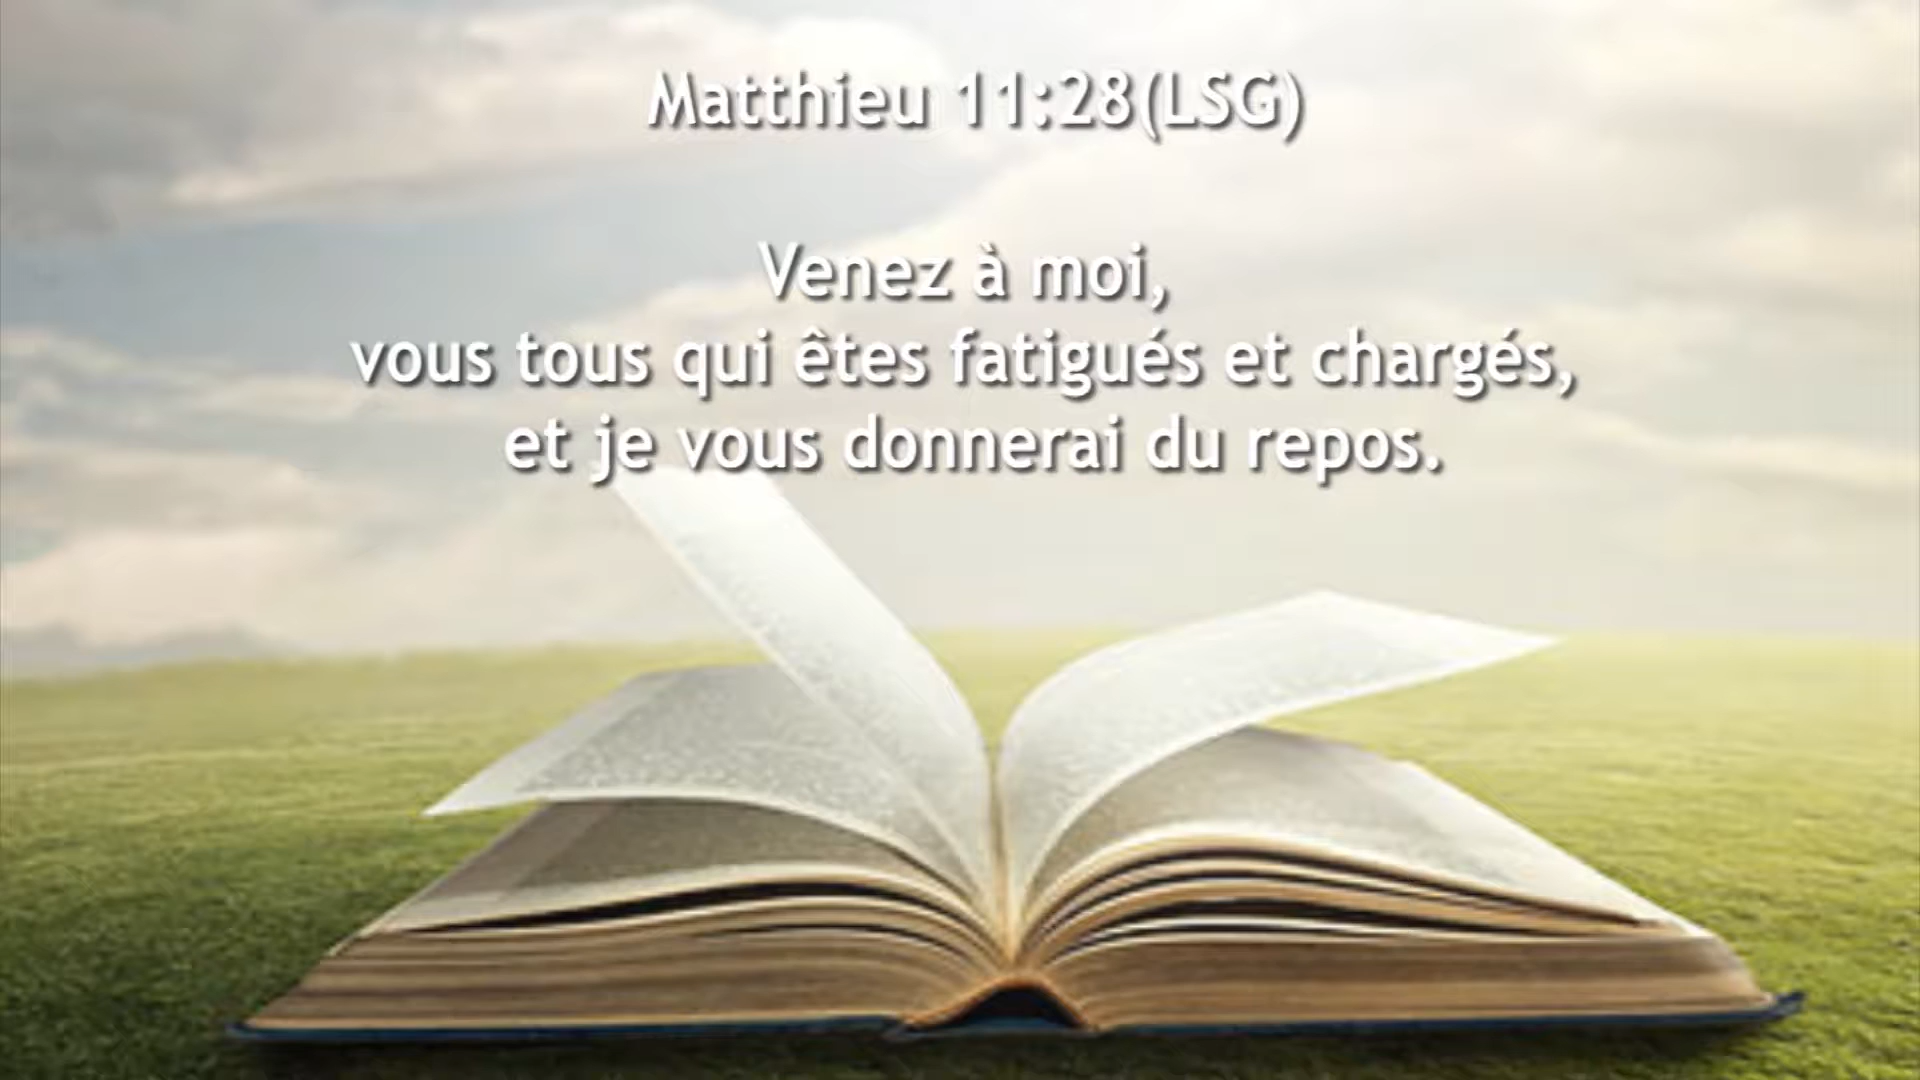 Matthieu 11:28(LSG)
Venez à moi,
vous tous qui êtes fatigués et chargés,
et je vous donnerai du repos.